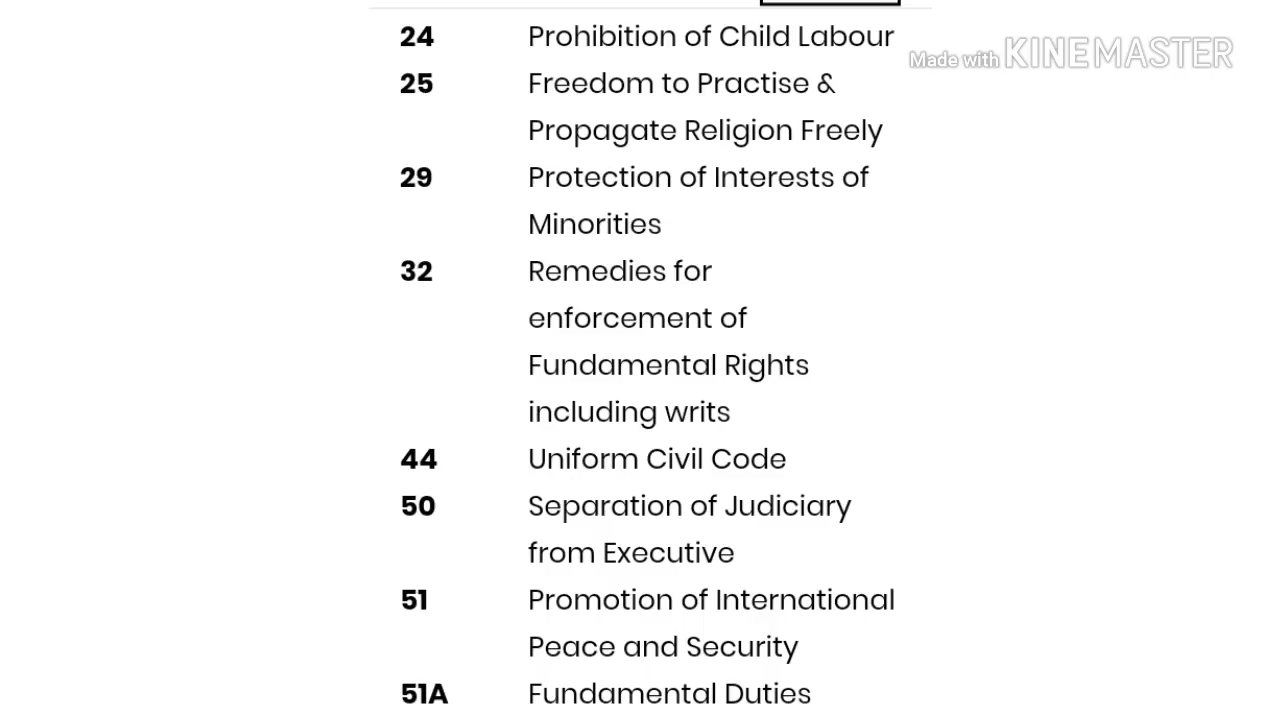 24 Prohibition of Child Labour
Made with KINEMASTER
25 Freedom to Practise &
Propagate Religion Freely
29 Protection of Interests of
Minorities
32 Remedies for
enforcement of
Fundamental Rights
including writs
44 Uniform Civil Code
50 Separation of Judiciary
from Executive
51 Promotion of International
Peace and Security
51A Fundamental Duties